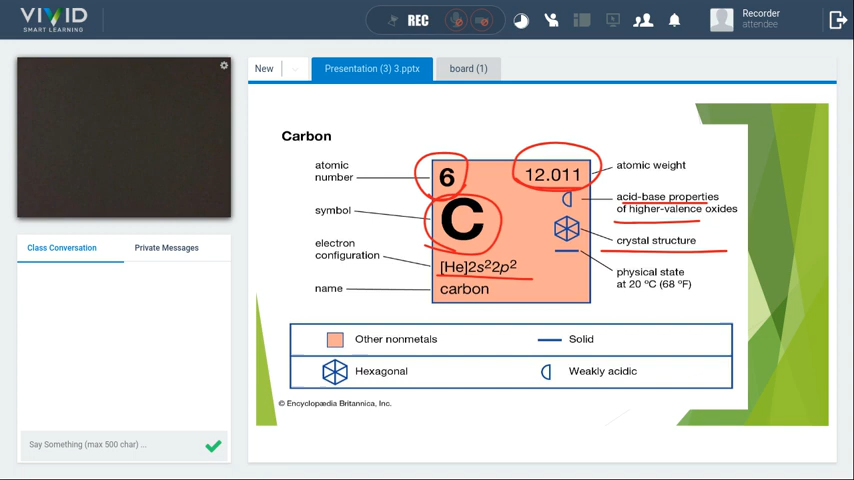 VIVID
SMART LEARNING
REC
Recorder
attendee
New
Presentation (3) 3.pptx
board (1)
Class Conversation
Private Messages
Say Something (max 500 char) ...
Carbon
atomic
number
6
12.011
atomic weight
acid-base properties
of higher-valence oxides
symbol
C
crystal structure
electron
configuration
[He]2s²2p²
physical state
at 20 ºC (68 ºF)
name
carbon
Other nonmetals
Solid
Hexagonal
Weakly acidic
© Encyclopædia Britannica, Inc.